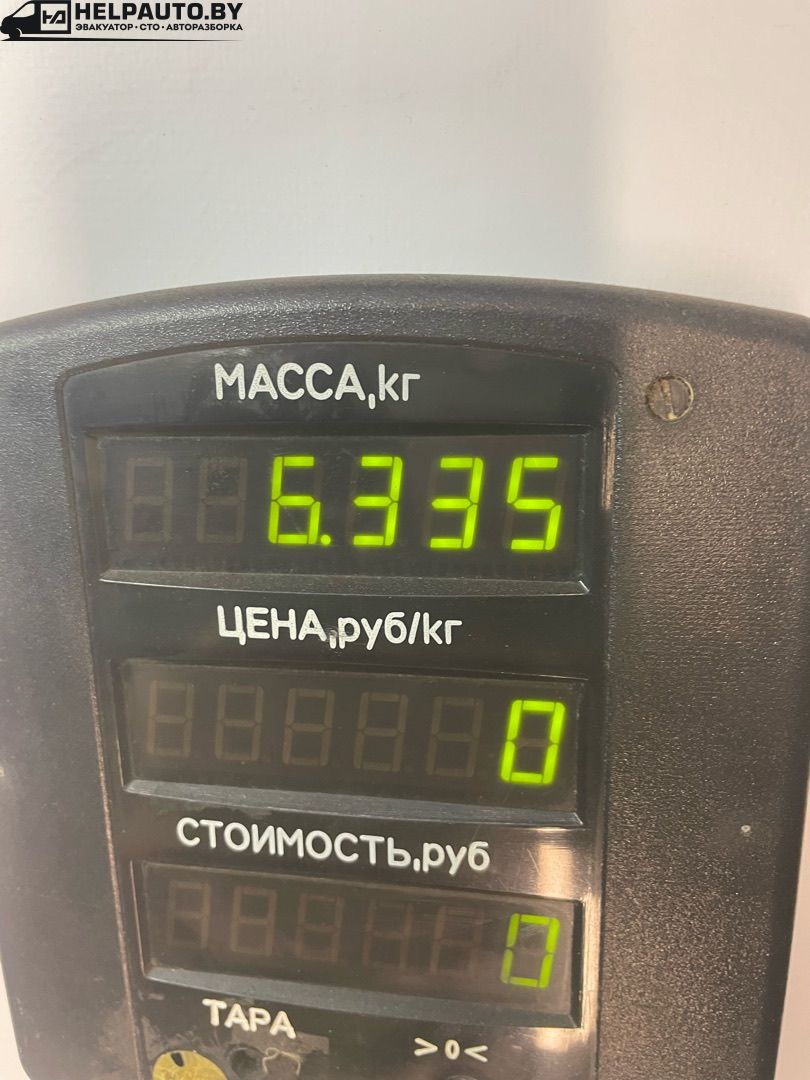 HELPAUTO.BY
ЭВАКУАТОР • СТО • АВТОРАЗБОРКА
МАССА,кг
6.335
ЦЕНА,руб/кг
0
СТОИМОСТЬ,руб
0
ТАРА
>0<